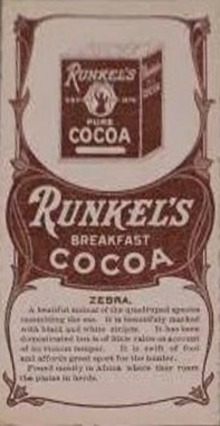 RUNKEL'S
PURE
COCOA
RUNKEL'S
BREAKFAST
COCOA
ZEBRA.
A beatiful animal of the quadruped species
resembling the ass. It is beautifuly marked
with black and white stripes. It has been
domesticated but is of little value on account
of its vicious temper. It is swift of foot
and affords great sport for the hunter.
Found mostly in Africa where they roam
the plains in herds.